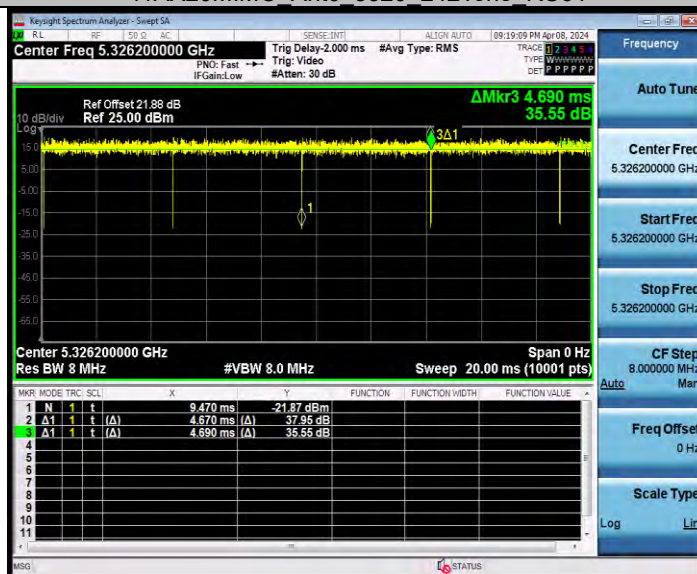 Keysight Spectrum Analyzer - Swept SA
RL RF 50 Ω AC SENSE:INT ALIGN AUTO 09:19:09 PM Apr 08, 2024
Center Freq 5.326200000 GHz
PNO: Fast
IFGain:Low
Trig Delay-2.000 ms
Trig: Video
#Atten: 30 dB
#Avg Type: RMS
TRACE 1 2 3 4 5 6
TYPE WWWWWW
DET P P P P P P
Ref Offset 21.88 dB
10 dB/div Ref 25.00 dBm
Log
ΔMkr3 4.690 ms
35.55 dB
3Δ1
15.0
5.00
-5.00
1
-15.0
-25.0
-35.0
-45.0
-55.0
-65.0
Center 5.326200000 GHz Span 0 Hz
Res BW 8 MHz #VBW 8.0 MHz Sweep 20.00 ms (10001 pts)
MKR MODE TRC SCL X Y FUNCTION FUNCTION WIDTH FUNCTION VALUE
1 N 1 t 9.470 ms -21.87 dBm
2 Δ1 1 t (Δ) 4.670 ms (Δ) 37.95 dB
3 Δ1 1 t (Δ) 4.690 ms (Δ) 35.55 dB
4
5
6
7
8
9
10
11
MSG STATUS
Frequency
Auto Tune
Center Freq
5.326200000 GHz
Start Freq
5.326200000 GHz
Stop Freq
5.326200000 GHz
CF Step
8.000000 MHz
Auto Man
Freq Offset
0 Hz
Scale Type
Log Lin